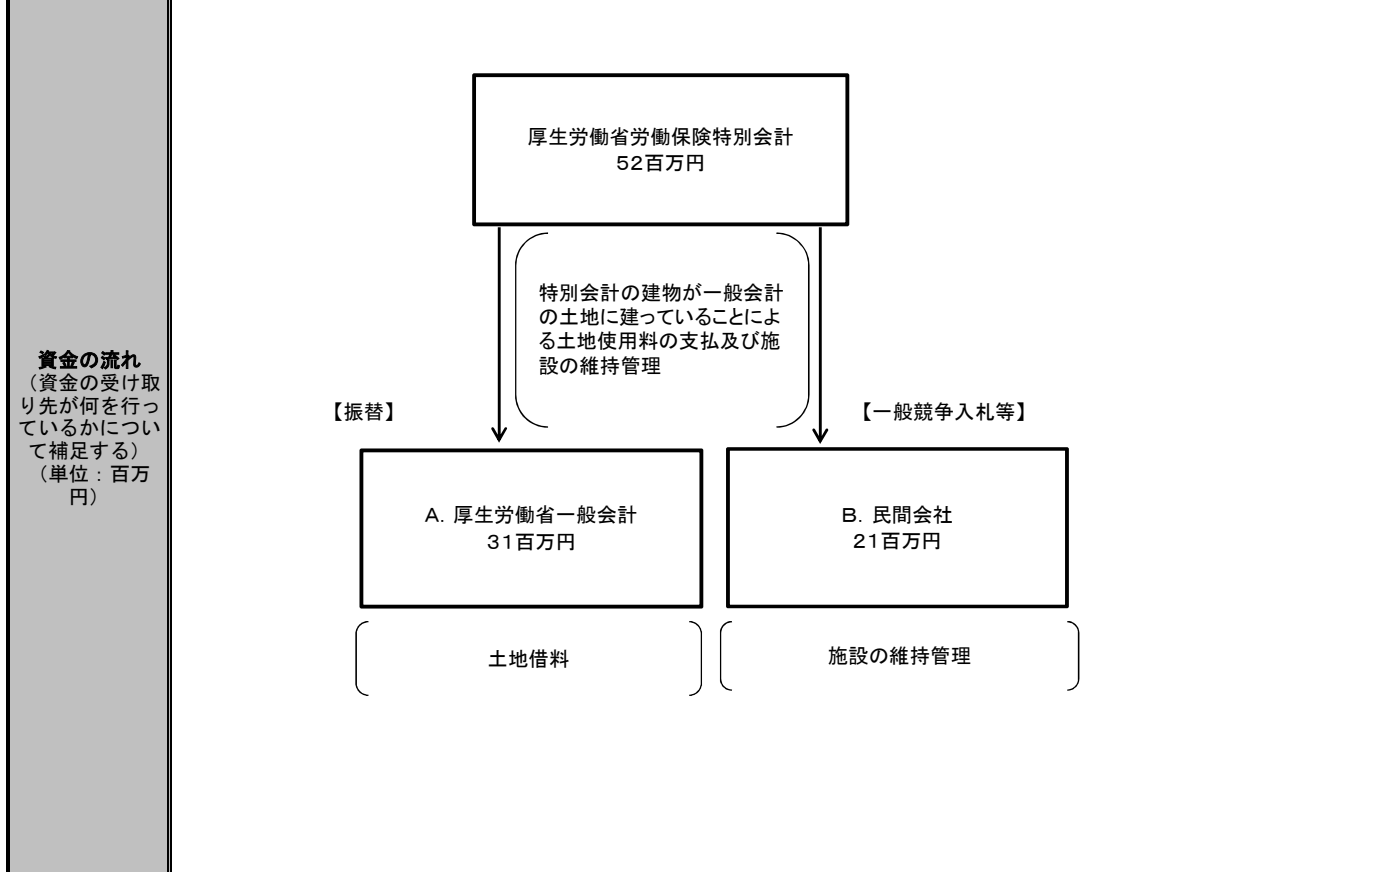 資金の流れ
（資金の受け取
り先が何を行っ
ているかについ
て補足する）
（単位：百万
円）
厚生労働省労働保険特別会計
５２百万円
特別会計の建物が一般会計
の土地に建っていることによ
る土地使用料の支払及び施
設の維持管理
【振替】
【一般競争入札等】
Ａ．厚生労働省一般会計
３１百万円
Ｂ．民間会社
２１百万円
土地借料
施設の維持管理